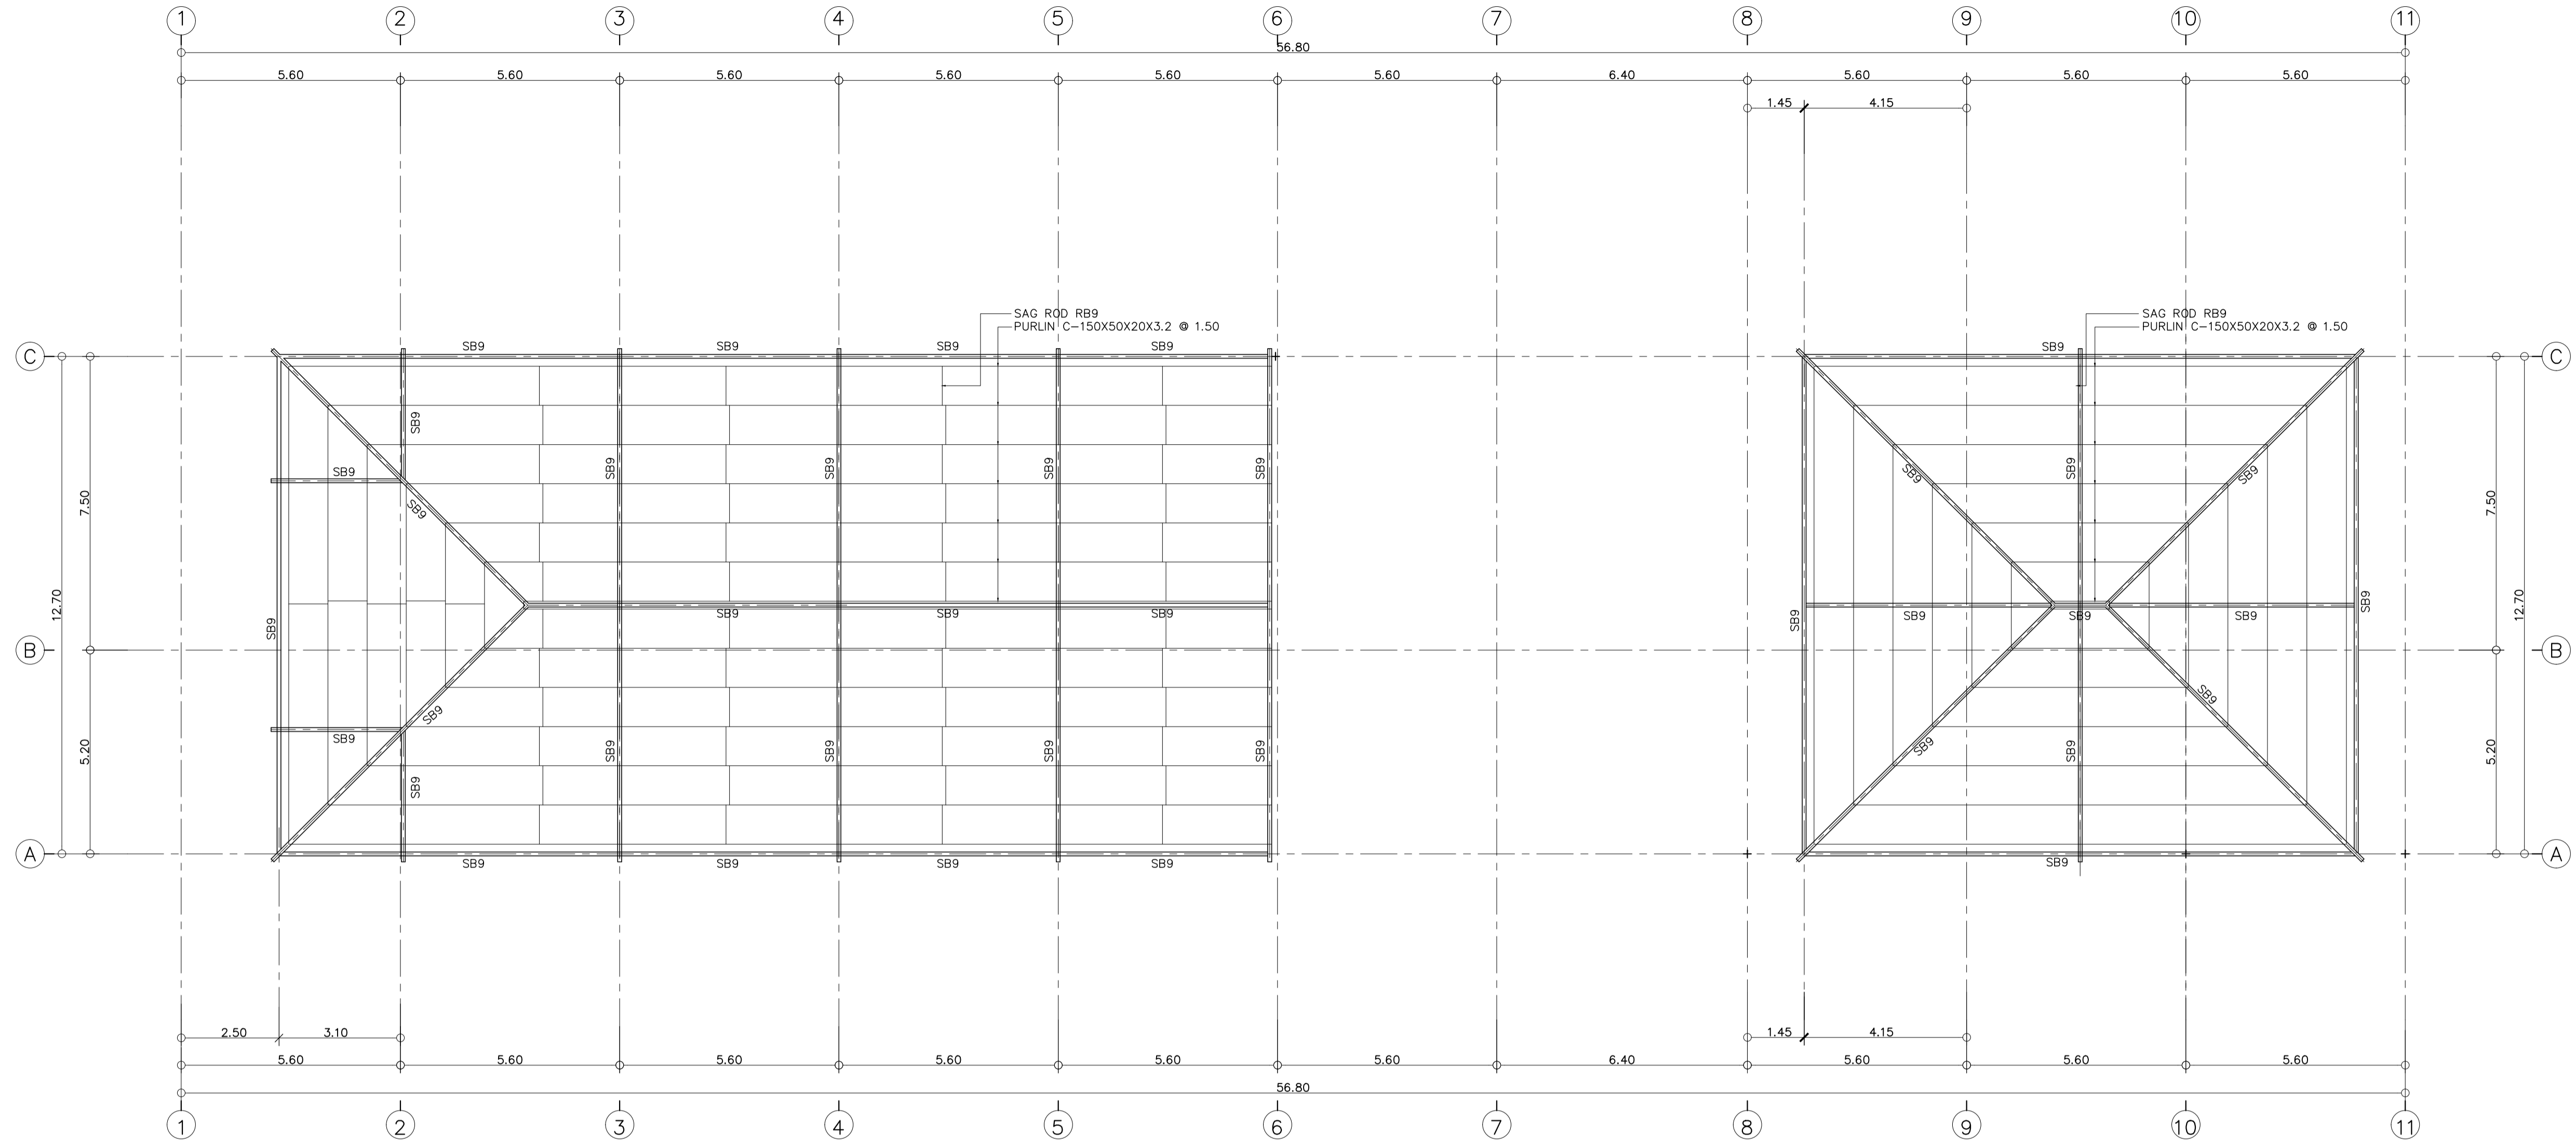 1 2 3 4 5 6 7 8 9 10 11
56.80
5.60 5.60 5.60 5.60 5.60 5.60 6.40 5.60 5.60 5.60
1.45 4.15
SAG ROD RB9 SAG ROD RB9
PURLIN C-150X50X20X3.2 @ 1.50 PURLIN C-150X50X20X3.2 @ 1.50
C SB9 SB9 SB9 SB9 SB9 C
SB9
SB9 SB9 SB9 SB9 SB9 SB9 SB9 SB9
7.50 SB9 7.50
12.70 12.70
SB9 SB9 SB9 SB9 SB9 SB9 SB9 SB9 SB9
B B
SB9 SB9 SB9
5.20 SB9 SB9 SB9 SB9 SB9 SB9 5.20
SB9
A SB9 SB9 SB9 SB9 SB9 A
2.50 3.10 1.45 4.15
5.60 5.60 5.60 5.60 5.60 5.60 6.40 5.60 5.60 5.60
56.80
1 2 3 4 5 6 7 8 9 10 11